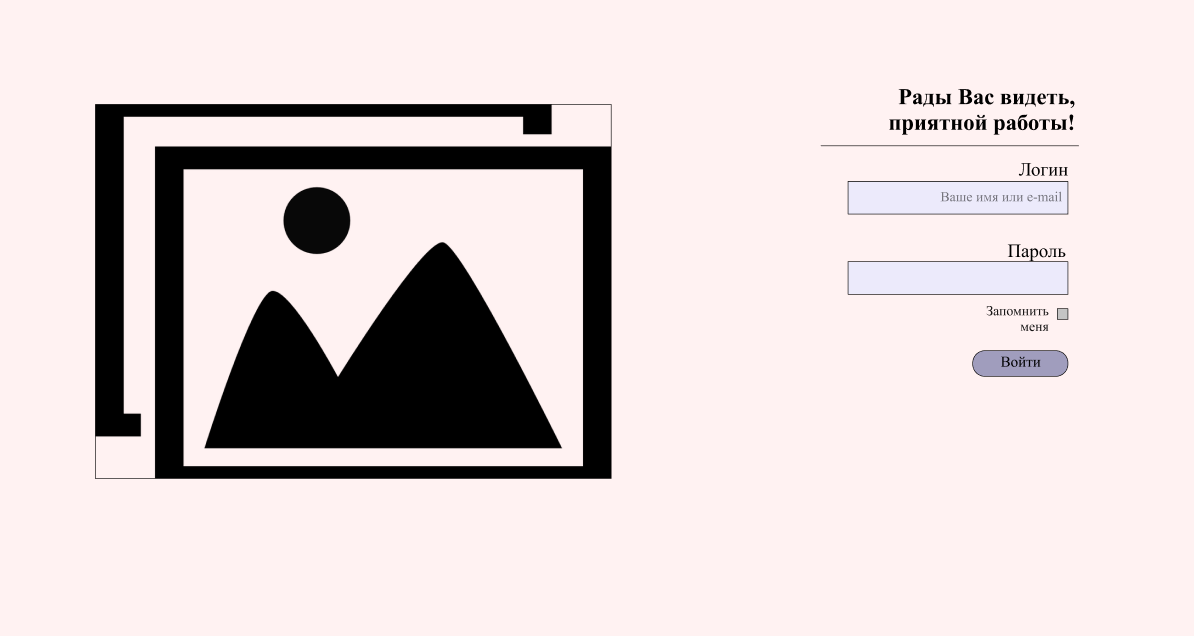 Рады Вас видеть,
приятной работы!
Логин
Ваше имя или e-mail
Пароль
Запомнить
меня
Войти